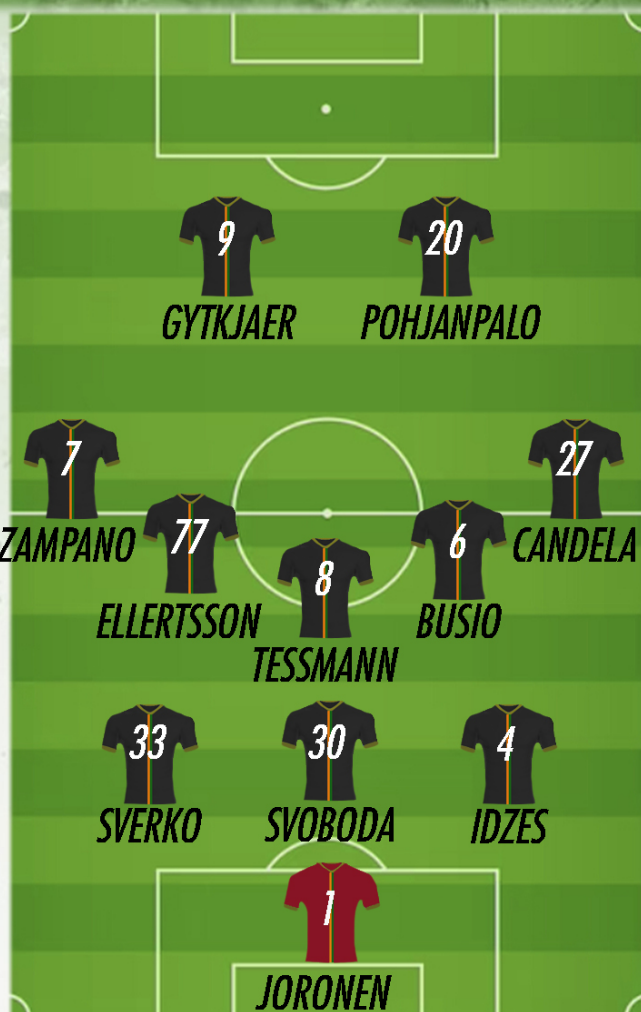 9
20
GYTKJAER
POHJANPALO
7
27
ZAMPANO
77
6
CANDELA
8
ELLERTSSON
BUSIO
TESSMANN
33
30
4
SVERKO
SVOBODA
IDZES
1
JORONEN